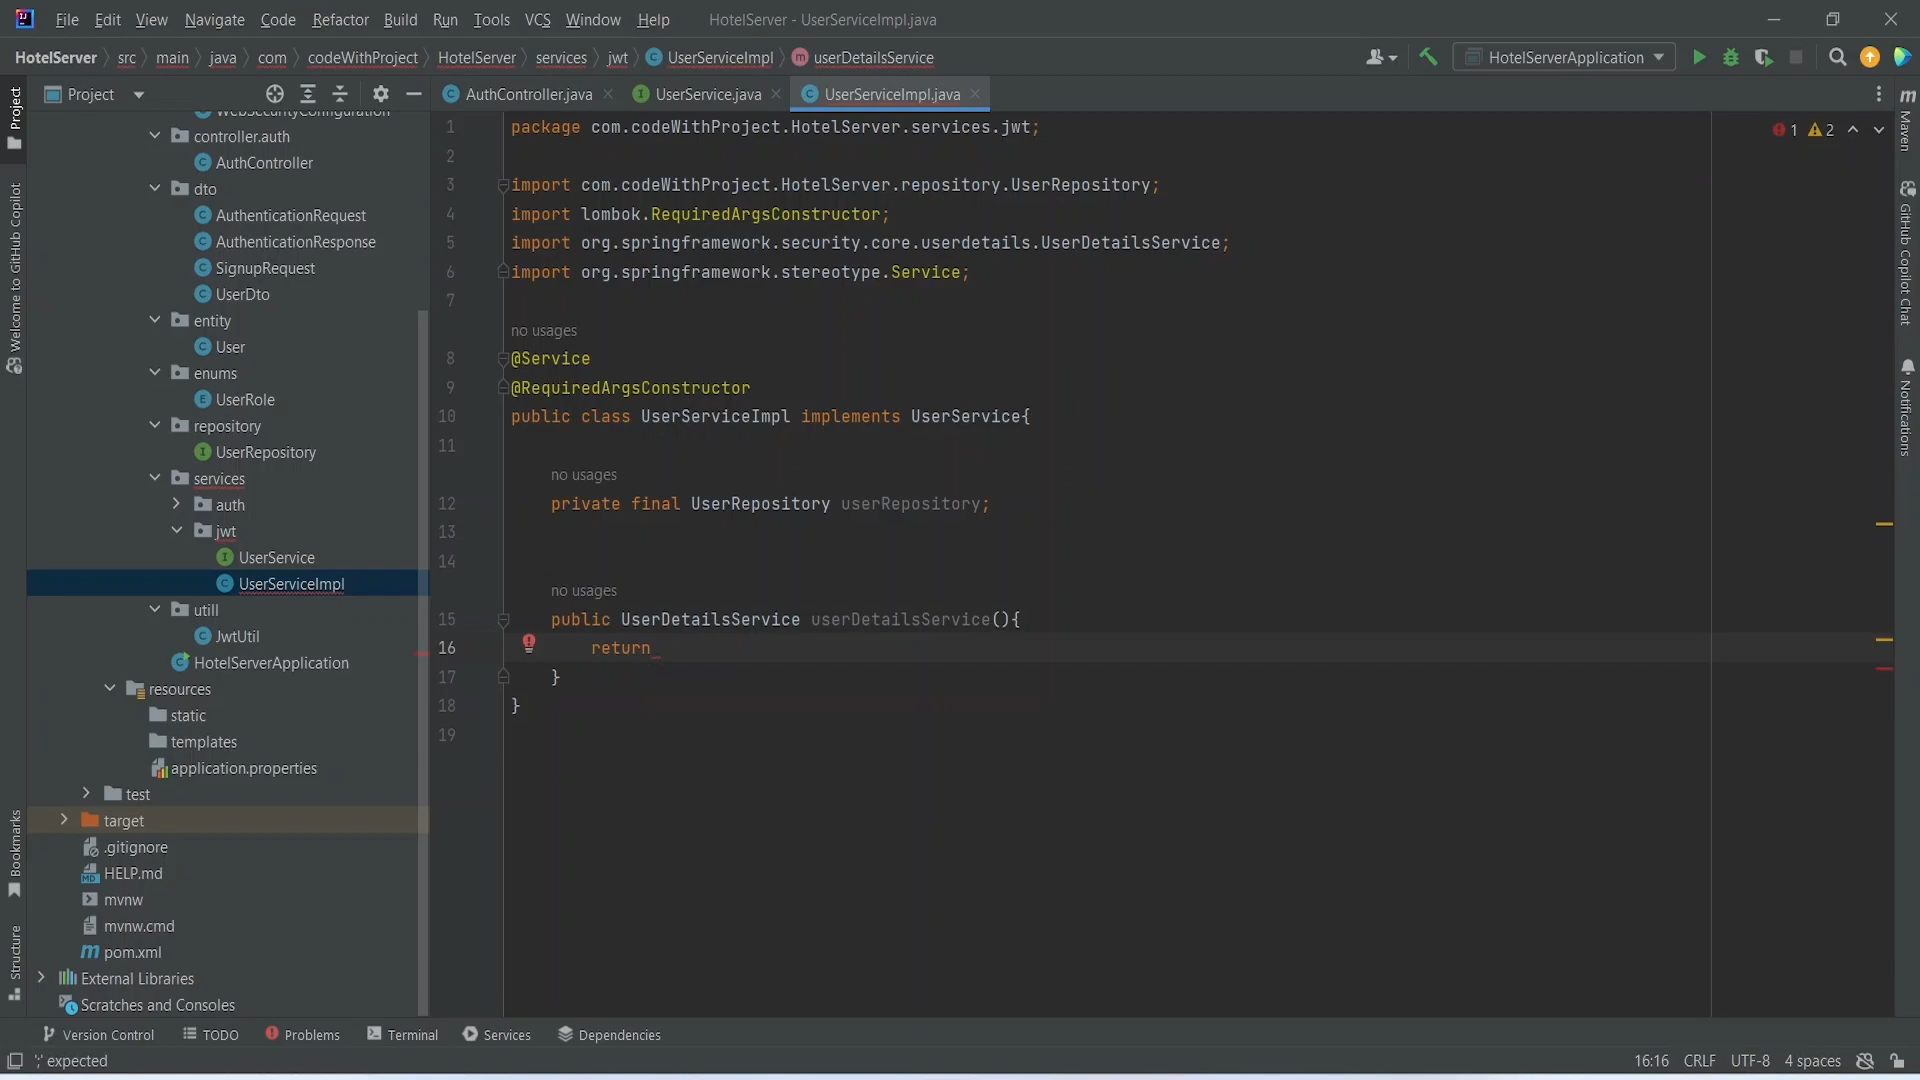 File Edit View Navigate Code Refactor Build Run Tools VCS Window Help HotelServer - UserServiceImpl.java
HotelServer src main java com codeWithProject HotelServer services jwt UserServiceImpl m userDetailsService HotelServerApplication
Project AuthController.java UserService.java UserServiceImpl.java
Project
Welcome to GitHub Copilot
Bookmarks
Structure
WebSecurityConfiguration
controller.auth
AuthController
dto
AuthenticationRequest
AuthenticationResponse
SignupRequest
UserDto
entity
User
enums
UserRole
repository
UserRepository
services
auth
jwt
UserService
UserServiceImpl
utill
JwtUtil
HotelServerApplication
resources
static
templates
application.properties
test
target
.gitignore
HELP.md
mvnw
mvnw.cmd
pom.xml
External Libraries
Scratches and Consoles
1 package com.codeWithProject.HotelServer.services.jwt;
2
3 import com.codeWithProject.HotelServer.repository.UserRepository;
4 import lombok.RequiredArgsConstructor;
5 import org.springframework.security.core.userdetails.UserDetailsService;
6 import org.springframework.stereotype.Service;
7
no usages
8 @Service
9 @RequiredArgsConstructor
10 public class UserServiceImpl implements UserService{
11
no usages
12 private final UserRepository userRepository;
13
14
no usages
15 public UserDetailsService userDetailsService(){
16 return
17 }
18 }
19
1 2
Maven
GitHub Copilot Chat
Notifications
Version Control TODO Problems Terminal Services Dependencies
';' expected 16:16 CRLF UTF-8 4 spaces